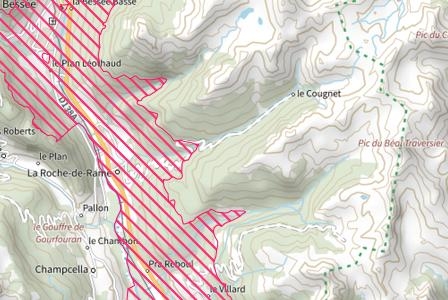 la Bessée Basse
Bessée
Pic du C
le Plan Léothaud
le Cougnet
D138A
s Roberts
Pic du Béal Traversier
le Plan
La Roche-de-Rame
Pallon
le Gouffre de
Gourfouran
le Chambon
Champcella
Pra Reboul
le Villard